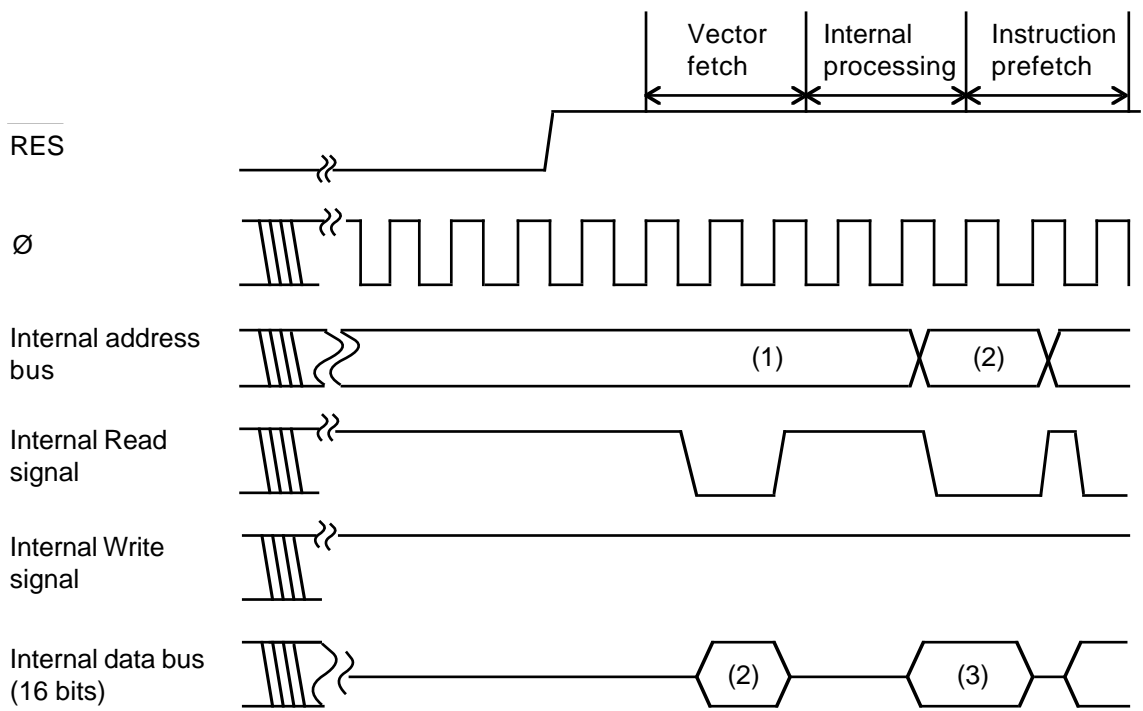 Vector
fetch
Internal
processing
Instruction
prefetch
RES
Ø
Internal address
bus
(1)
(2)
Internal Read
signal
Internal Write
signal
Internal data bus
(16 bits)
(2)
(3)